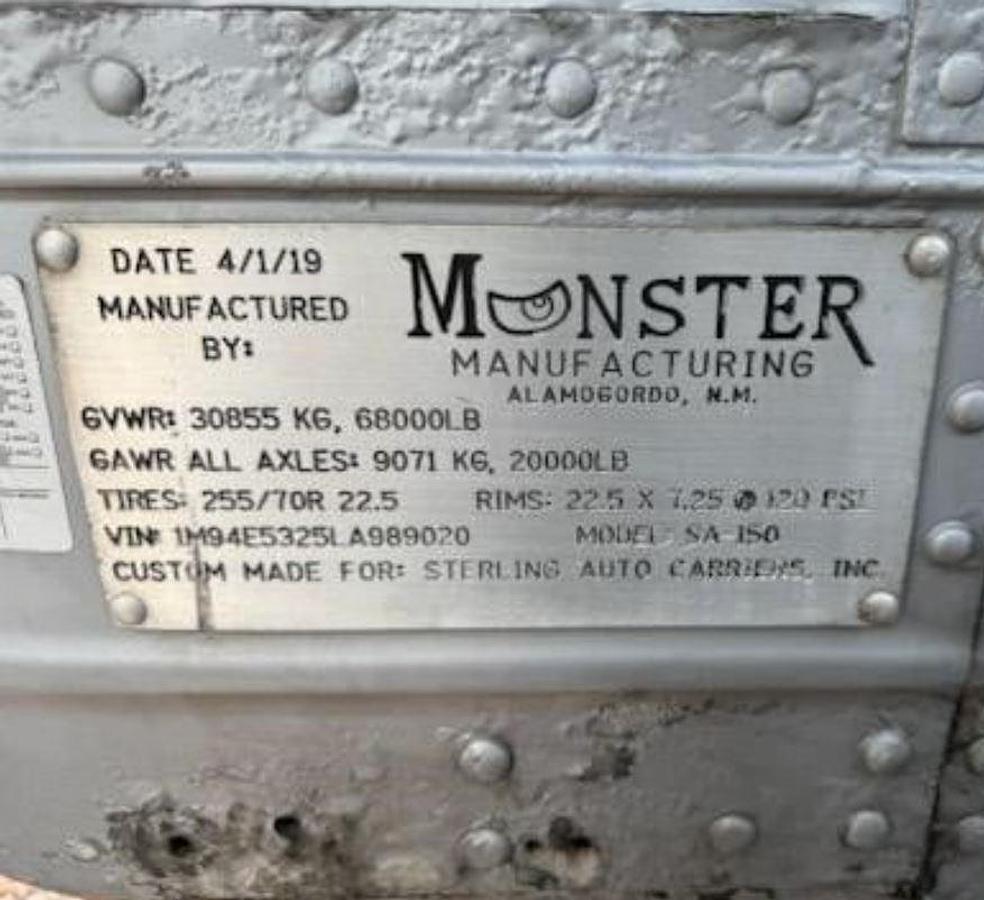 DATE 4/1/19
MANUFACTURED
BY:
MONSTER
MANUFACTURING
ALAMOGORDO, N.M.
GVWR: 30855 KG, 68000LB
GAWR ALL AXLES: 9071 KG, 20000LB
TIRES: 255/70R 22.5 RIMS: 22.5 X 7.25 @ 120 PSI
VIN# 1M94E5325LA989020 MODEL SA-150
CUSTOM MADE FOR: STERLING AUTO CARRIERS, INC.